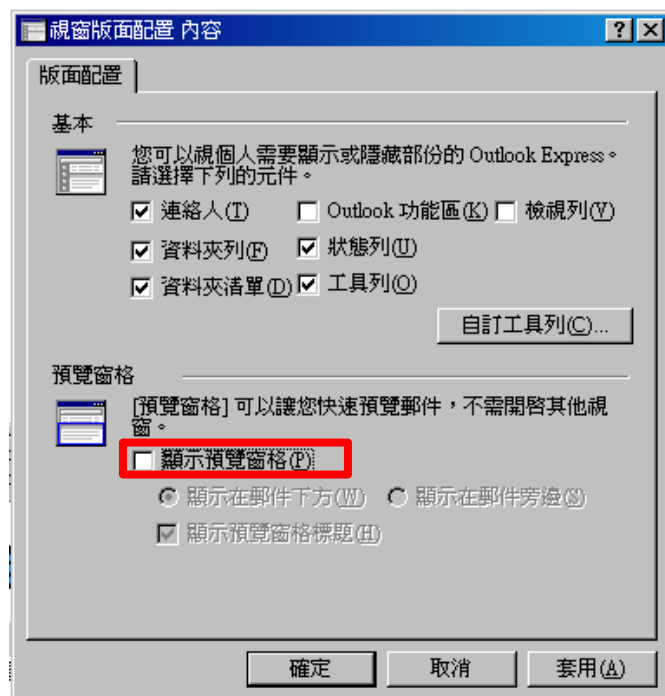 視窗版面配置 內容
版面配置
基本
您可以視個人需要顯示或隱藏部份的 Outlook Express。
請選擇下列的元件。
連絡人(T) Outlook 功能區(K) 檢視列(V)
資料夾列(F) 狀態列(U)
資料夾清單(D) 工具列(O)
自訂工具列(C)...
預覽窗格
[預覽窗格] 可以讓您快速預覽郵件，不需開啓其他視
窗。
顯示預覽窗格(P)
顯示在郵件下方(W) 顯示在郵件旁邊(S)
顯示預覽窗格標題(H)
確定 取消 套用(A)